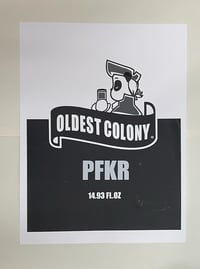 OLDEST COLONY.
PFKR
14.93 FL.OZ